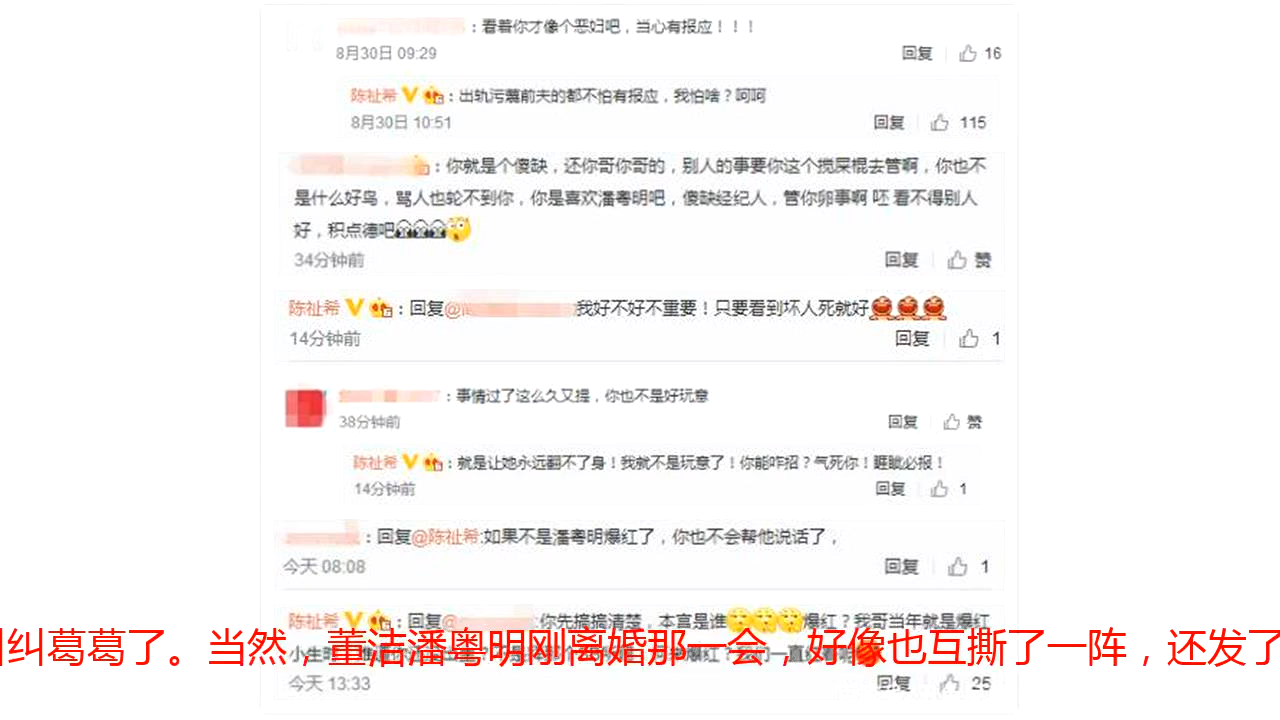 ：看着你才像个恶妇吧，当心有报应！！！
8月30日 09:29 回复 16
陈祉希：出轨污蔑前夫的都不怕有报应，我怕啥？呵呵
8月30日 10:51 回复 115
：你就是个傻缺，还你哥你哥的，别人的事要你这个搅屎棍去管啊，你也不
是什么好鸟，骂人也轮不到你，你是喜欢潘粤明吧，傻缺经纪人，管你卵事啊 呸 看不得别人
好，积点德吧
34分钟前 回复 赞
陈祉希：回复@ 我好不好不重要！只要看到坏人死就好
14分钟前 回复 1
：事情过了这么久又提，你也不是好玩意
38分钟前 回复 赞
陈祉希：就是让她永远翻不了身！我就不是玩意了！你能咋招？气死你！睚眦必报！
14分钟前 回复 1
：回复@陈祉希:如果不是潘粤明爆红了，你也不会帮他说话了，
今天 08:08 回复 1
陈祉希：回复@ :你先搞搞清楚，本宫是谁 爆红？我哥当年就是爆红
纠葛葛了。当然，董洁潘粤明刚离婚那一会，好像也互撕了一阵，还发了
小生
今天 13:33 回复 25